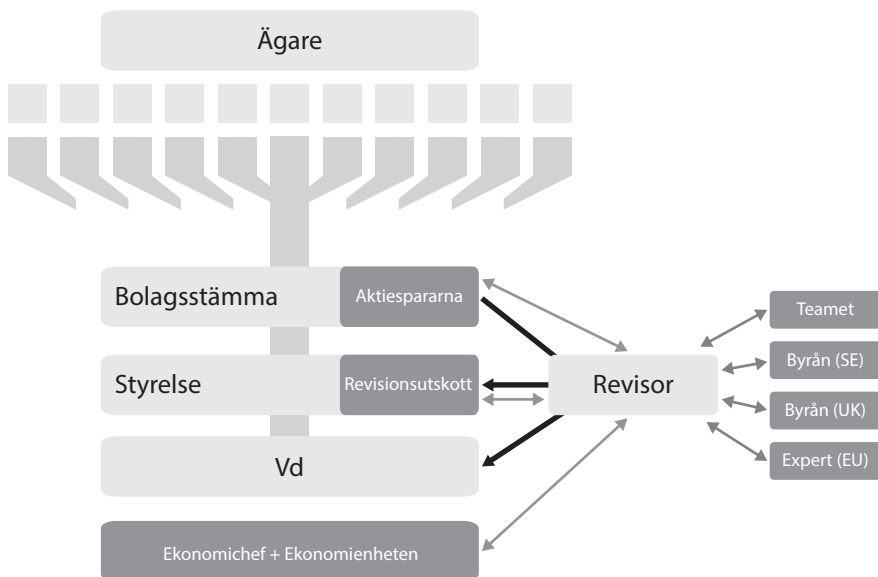 Ägare
Bolagsstämma
Aktiespararna
Styrelse
Revisionsutskott
Vd
Ekonomichef + Ekonomienheten
Revisor
Teamet
Byrån (SE)
Byrån (UK)
Expert (EU)